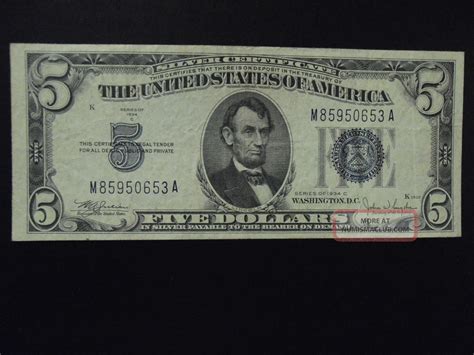 SILVER CERTIFICATE
5 THIS CERTIFIES THAT THERE IS ON DEPOSIT IN THE TREASURY OF 5
THE UNITED STATES OF AMERICA
K
SERIES OF
1934
C
M85950653A
5
THIS CERTIFICATE IS LEGAL TENDER
FOR ALL DEBTS PUBLIC AND PRIVATE
M85950653A
SERIES OF 1934 C
WASHINGTON, D.C.
K
5 FIVE DOLLARS 5
IN SILVER PAYABLE TO THE BEARER ON DEMAND
MORE AT
NUMISMACLUB.COM